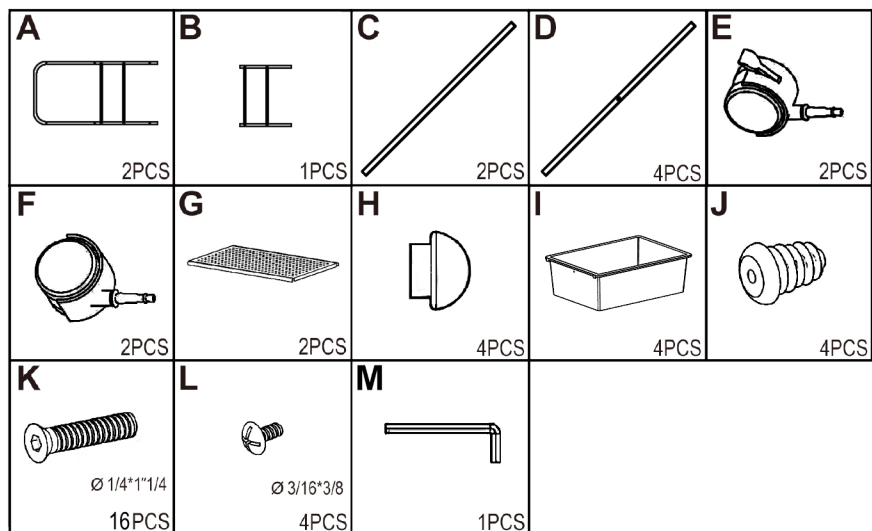 A B C D E
2PCS 1PCS 2PCS 4PCS 2PCS
F G H I J
2PCS 2PCS 4PCS 4PCS 4PCS
K L M
Ø 1/4*1"1/4 Ø 3/16*3/8
16PCS 4PCS 1PCS